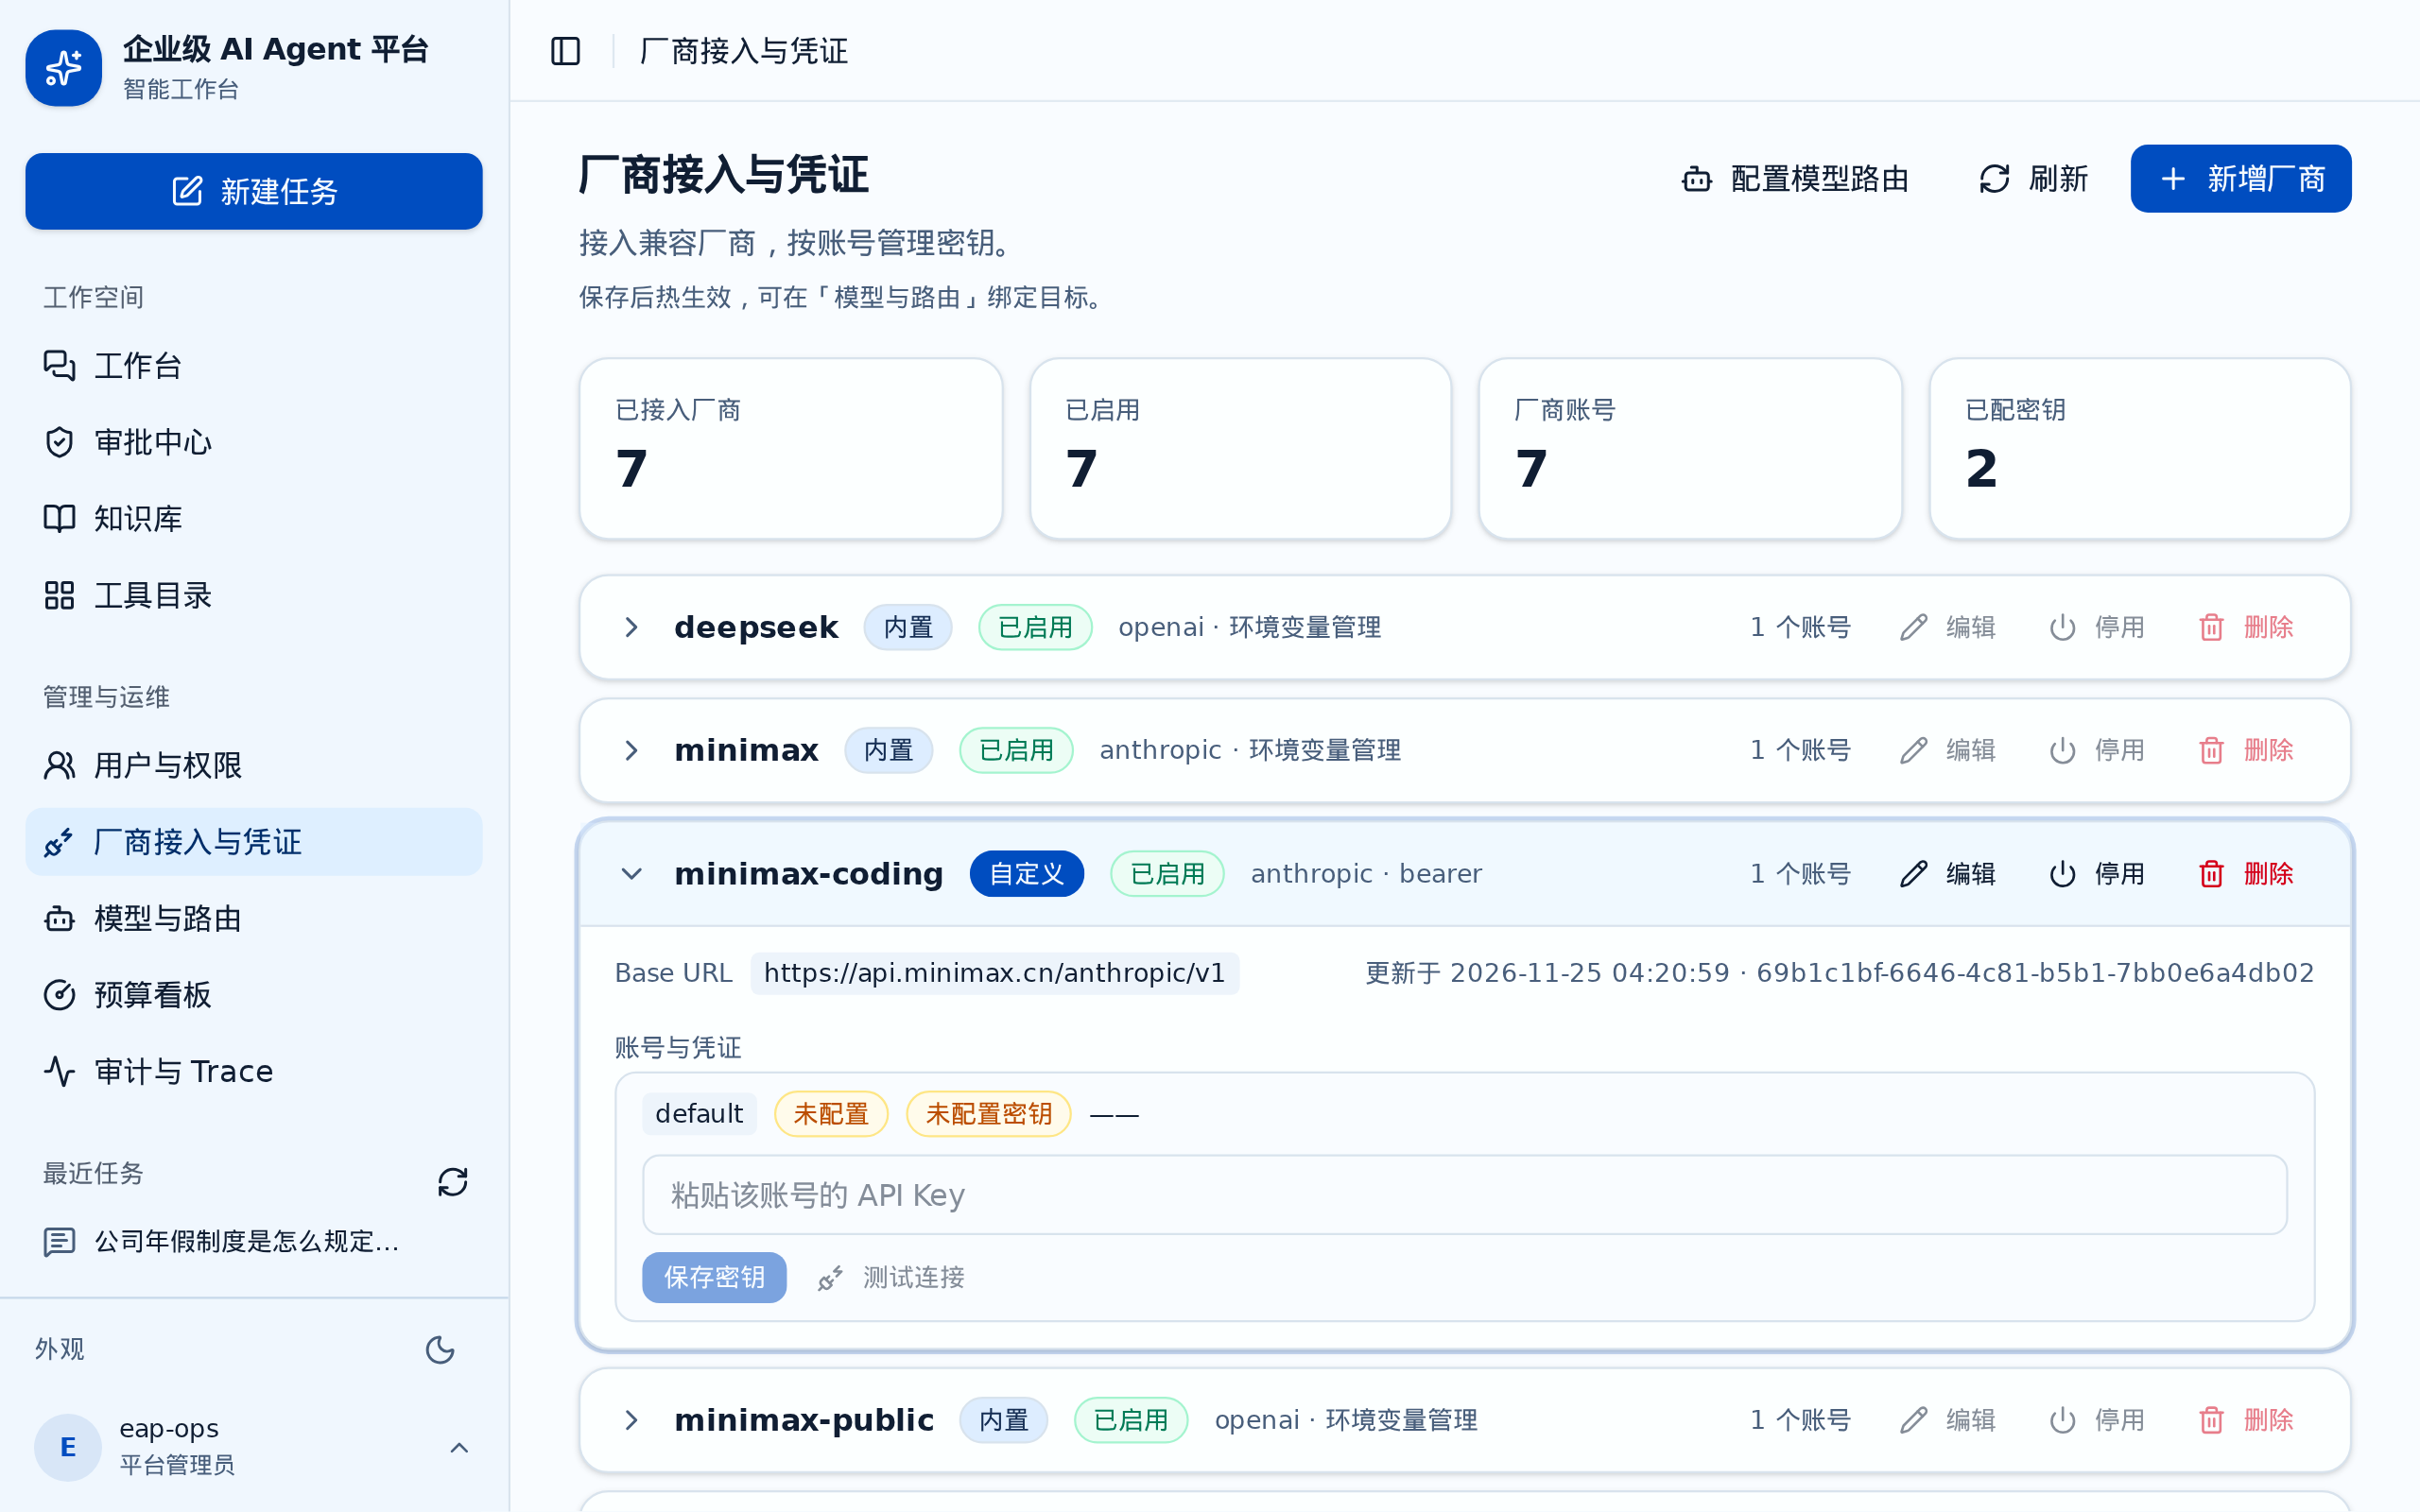 企业级 AI Agent 平台
智能工作台
新建任务
工作空间
工作台
审批中心
知识库
工具目录
管理与运维
用户与权限
厂商接入与凭证
模型与路由
预算看板
审计与 Trace
最近任务
公司年假制度是怎么规定...
外观
E
eap-ops
平台管理员
厂商接入与凭证
厂商接入与凭证
配置模型路由 刷新 新增厂商
接入兼容厂商，按账号管理密钥。
保存后热生效，可在「模型与路由」绑定目标。
已接入厂商
7
已启用
7
厂商账号
7
已配密钥
2
deepseek 内置 已启用 openai · 环境变量管理 1 个账号 编辑 停用 删除
minimax 内置 已启用 anthropic · 环境变量管理 1 个账号 编辑 停用 删除
minimax-coding 自定义 已启用 anthropic · bearer 1 个账号 编辑 停用 删除
Base URL https://api.minimax.cn/anthropic/v1 更新于 2026-11-25 04:20:59 · 69b1c1bf-6646-4c81-b5b1-7bb0e6a4db02
账号与凭证
default 未配置 未配置密钥 ——
粘贴该账号的 API Key
保存密钥 测试连接
minimax-public 内置 已启用 openai · 环境变量管理 1 个账号 编辑 停用 删除